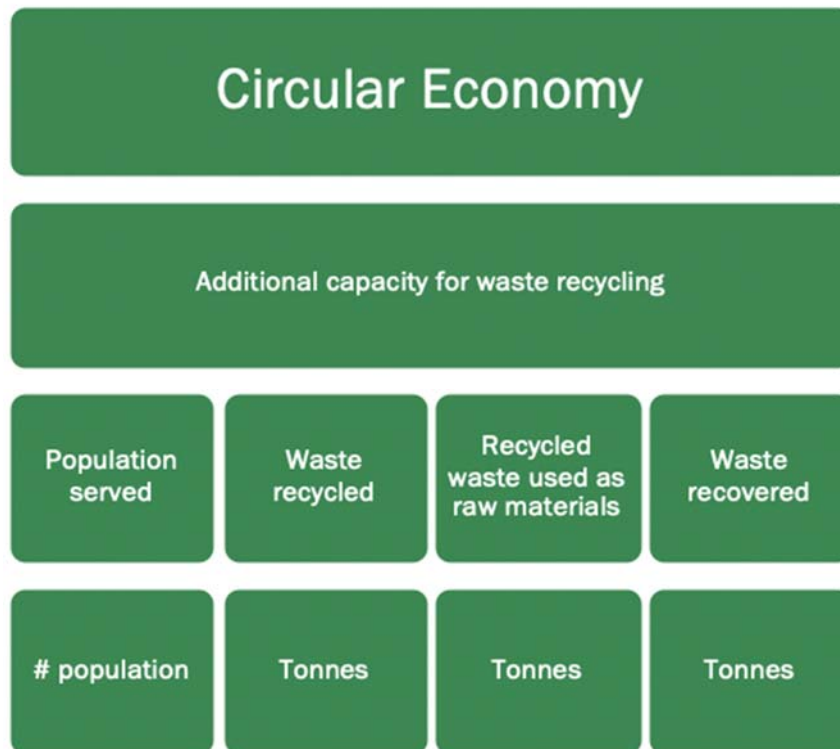 Circular Economy
Additional capacity for waste recycling
Population
served
Waste
recycled
Recycled
waste used as
raw materials
Waste
recovered
# population
Tonnes
Tonnes
Tonnes